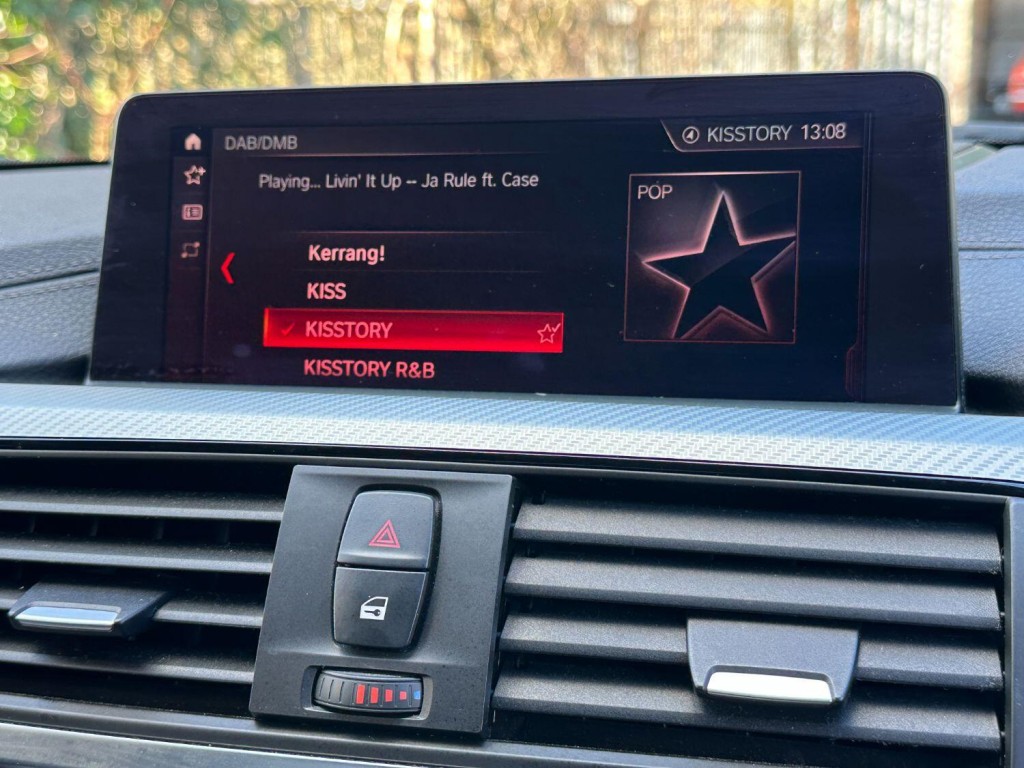 DAB/DMB
KISSTORY 13:08
Playing... Livin' It Up -- Ja Rule ft. Case
POP
Kerrang!
KISS
KISSTORY
KISSTORY R&B